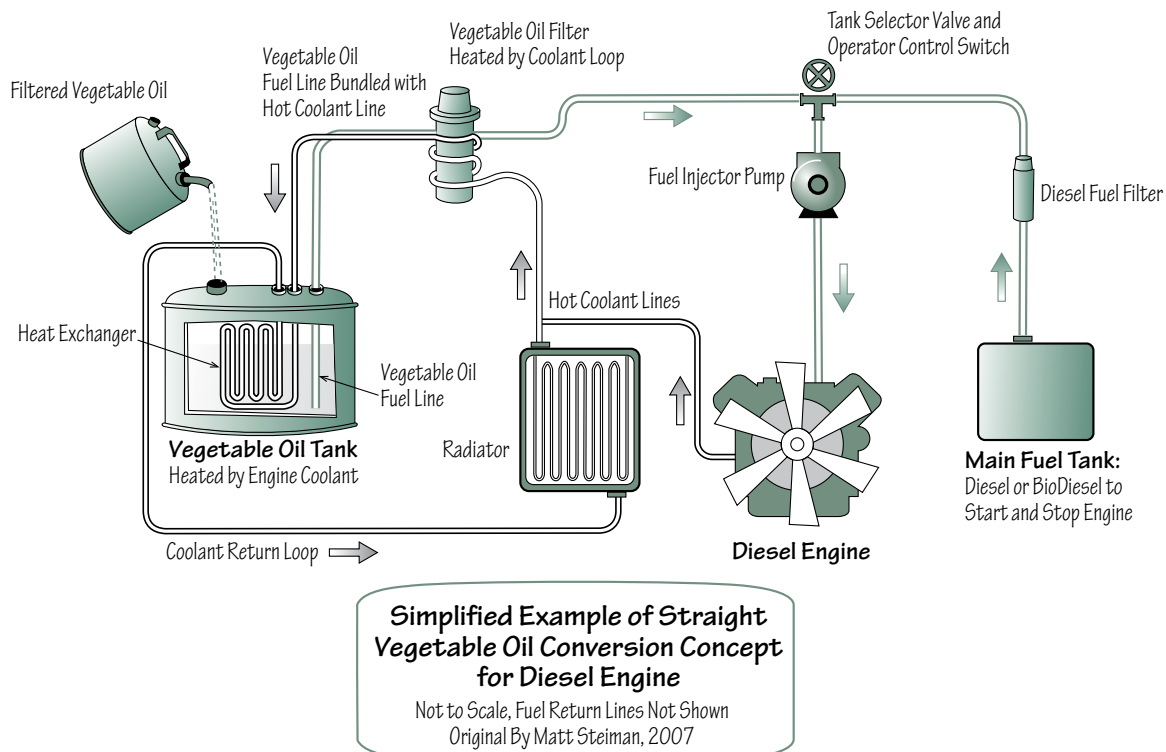 Filtered Vegetable Oil
Vegetable Oil
Fuel Line Bundled with
Hot Coolant Line
Vegetable Oil Filter
Heated by Coolant Loop
Tank Selector Valve and
Operator Control Switch
Fuel Injector Pump
Diesel Fuel Filter
Hot Coolant Lines
Heat Exchanger
Vegetable Oil
Fuel Line
Vegetable Oil Tank
Heated by Engine Coolant
Radiator
Main Fuel Tank:
Diesel or BioDiesel to
Start and Stop Engine
Coolant Return Loop
Diesel Engine
Simplified Example of Straight
Vegetable Oil Conversion Concept
for Diesel Engine
Not to Scale, Fuel Return Lines Not Shown
Original By Matt Steiman, 2007